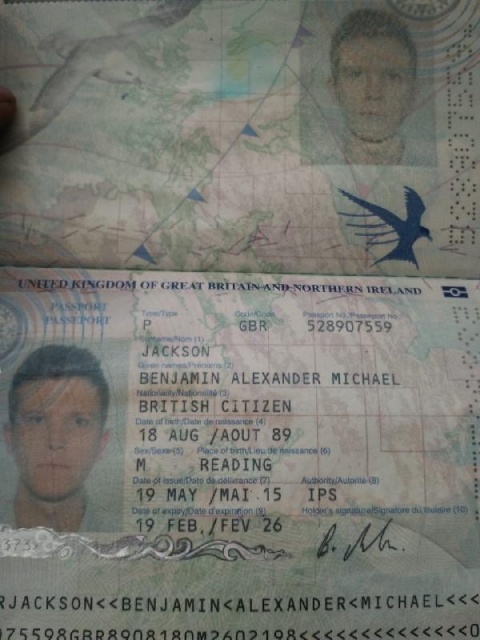 UNITED KINGDOM OF GREAT BRITAIN AND NORTHERN IRELAND
PASSPORT
PASSEPORT
Type/Type Code/Code Passport No./Passeport No.
P GBR 528907559
Surname/Nom (1)
JACKSON
Given names/Prénoms (2)
BENJAMIN ALEXANDER MICHAEL
Nationality/Nationalité (3)
BRITISH CITIZEN
Date of birth/Date de naissance (4)
18 AUG /AOUT 89
Sex/Sexe (5) Place of birth/Lieu de naissance (6)
M READING
Date of issue/Date de délivrance (7) Authority/Autorité (8)
19 MAY /MAI 15 IPS
Date of expiry/Date d'expiration (9) Holder's signature/Signature du titulaire (10)
19 FEB /FEV 26
RJACKSON<<BENJAMIN<ALEXANDER<MICHAEL<<<